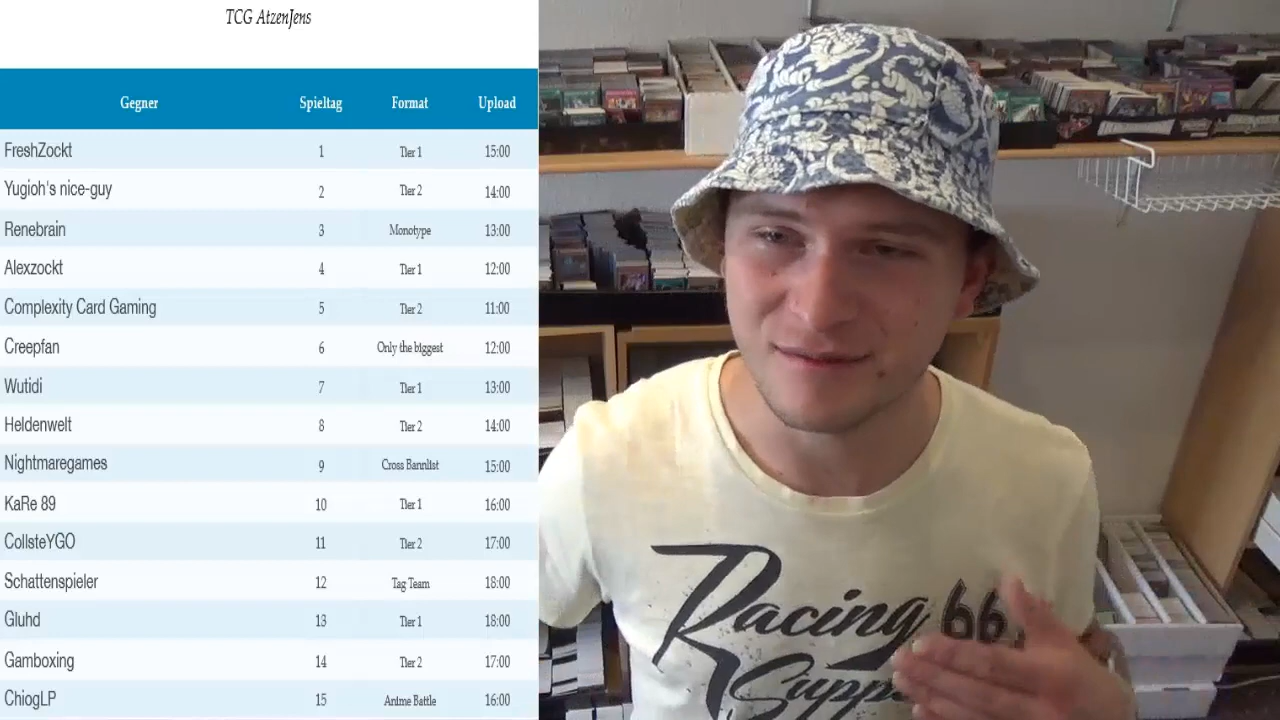 TCG AtzenJens
Gegner Spieltag Format Upload
FreshZockt 1 Tier 1 15:00
Yugioh's nice-guy 2 Tier 2 14:00
Renebrain 3 Monotype 13:00
Alexzockt 4 Tier 1 12:00
Complexity Card Gaming 5 Tier 2 11:00
Creepfan 6 Only the biggest 12:00
Wutidi 7 Tier 1 13:00
Heldenwelt 8 Tier 2 14:00
Nightmaregames 9 Cross Bannlist 15:00
KaRe 89 10 Tier 1 16:00
CollsteYGO 11 Tier 2 17:00
Schattenspieler 12 Tag Team 18:00
Gluhd 13 Tier 1 18:00
Gamboxing 14 Tier 2 17:00
ChiogLP 15 Anime Battle 16:00
Racing 66